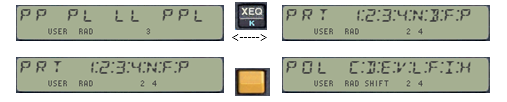 PP PL LL PPL
USER RAD 3
XEQ
K
<----->
PRT 1:2:3:4:N:B:F:P
USER RAD 2 4
PRT 1:2:3:4:N:F:P
USER RAD 2 4
POL C:D:E:V:L:F:I:H
USER RAD SHIFT 2 4